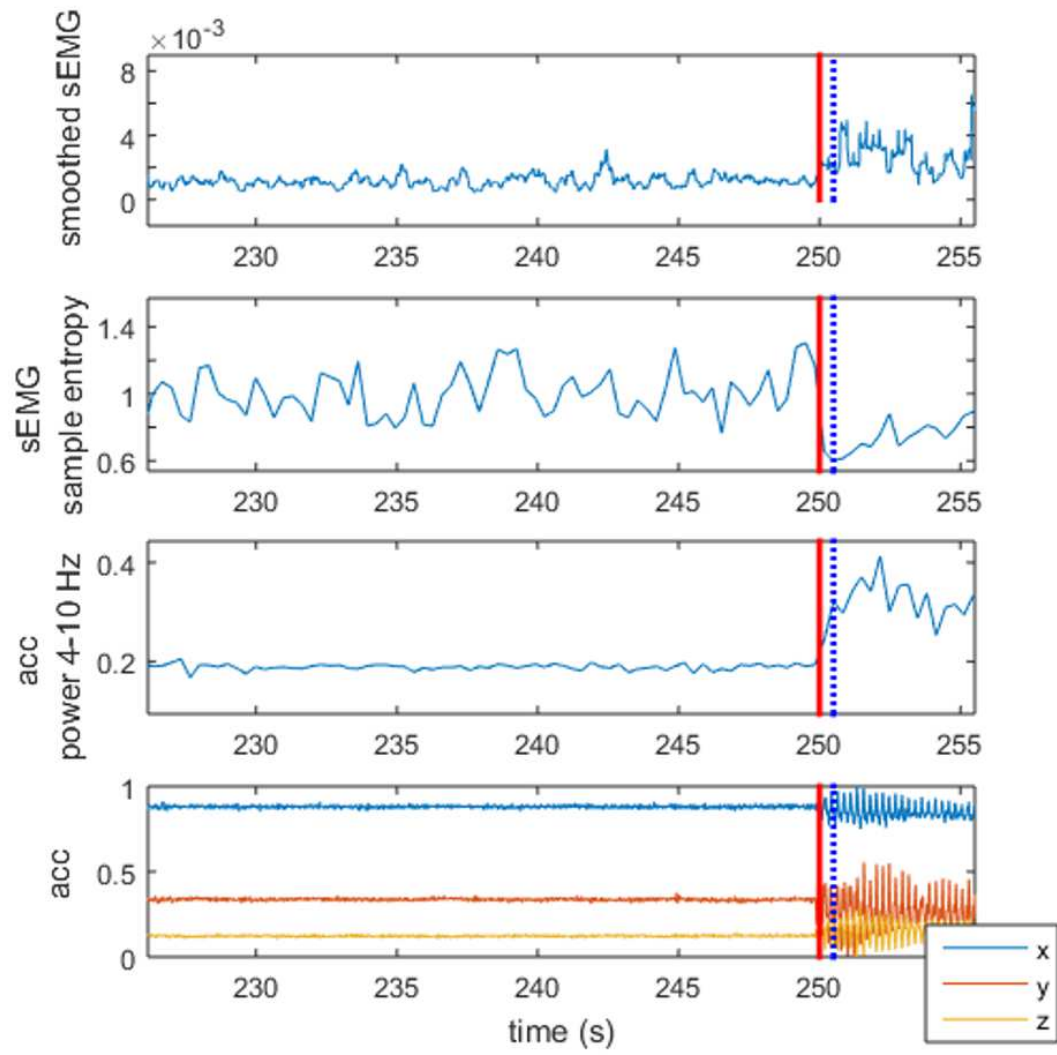 × 10⁻³
smoothed sEMG
8
4
0
230 235 240 245 250 255
sEMG
sample entropy
1.4
1
0.6
230 235 240 245 250 255
acc
power 4-10 Hz
0.4
0.2
230 235 240 245 250 255
acc
1
0.5
0
230 235 240 245 250
x
y
z
time (s)